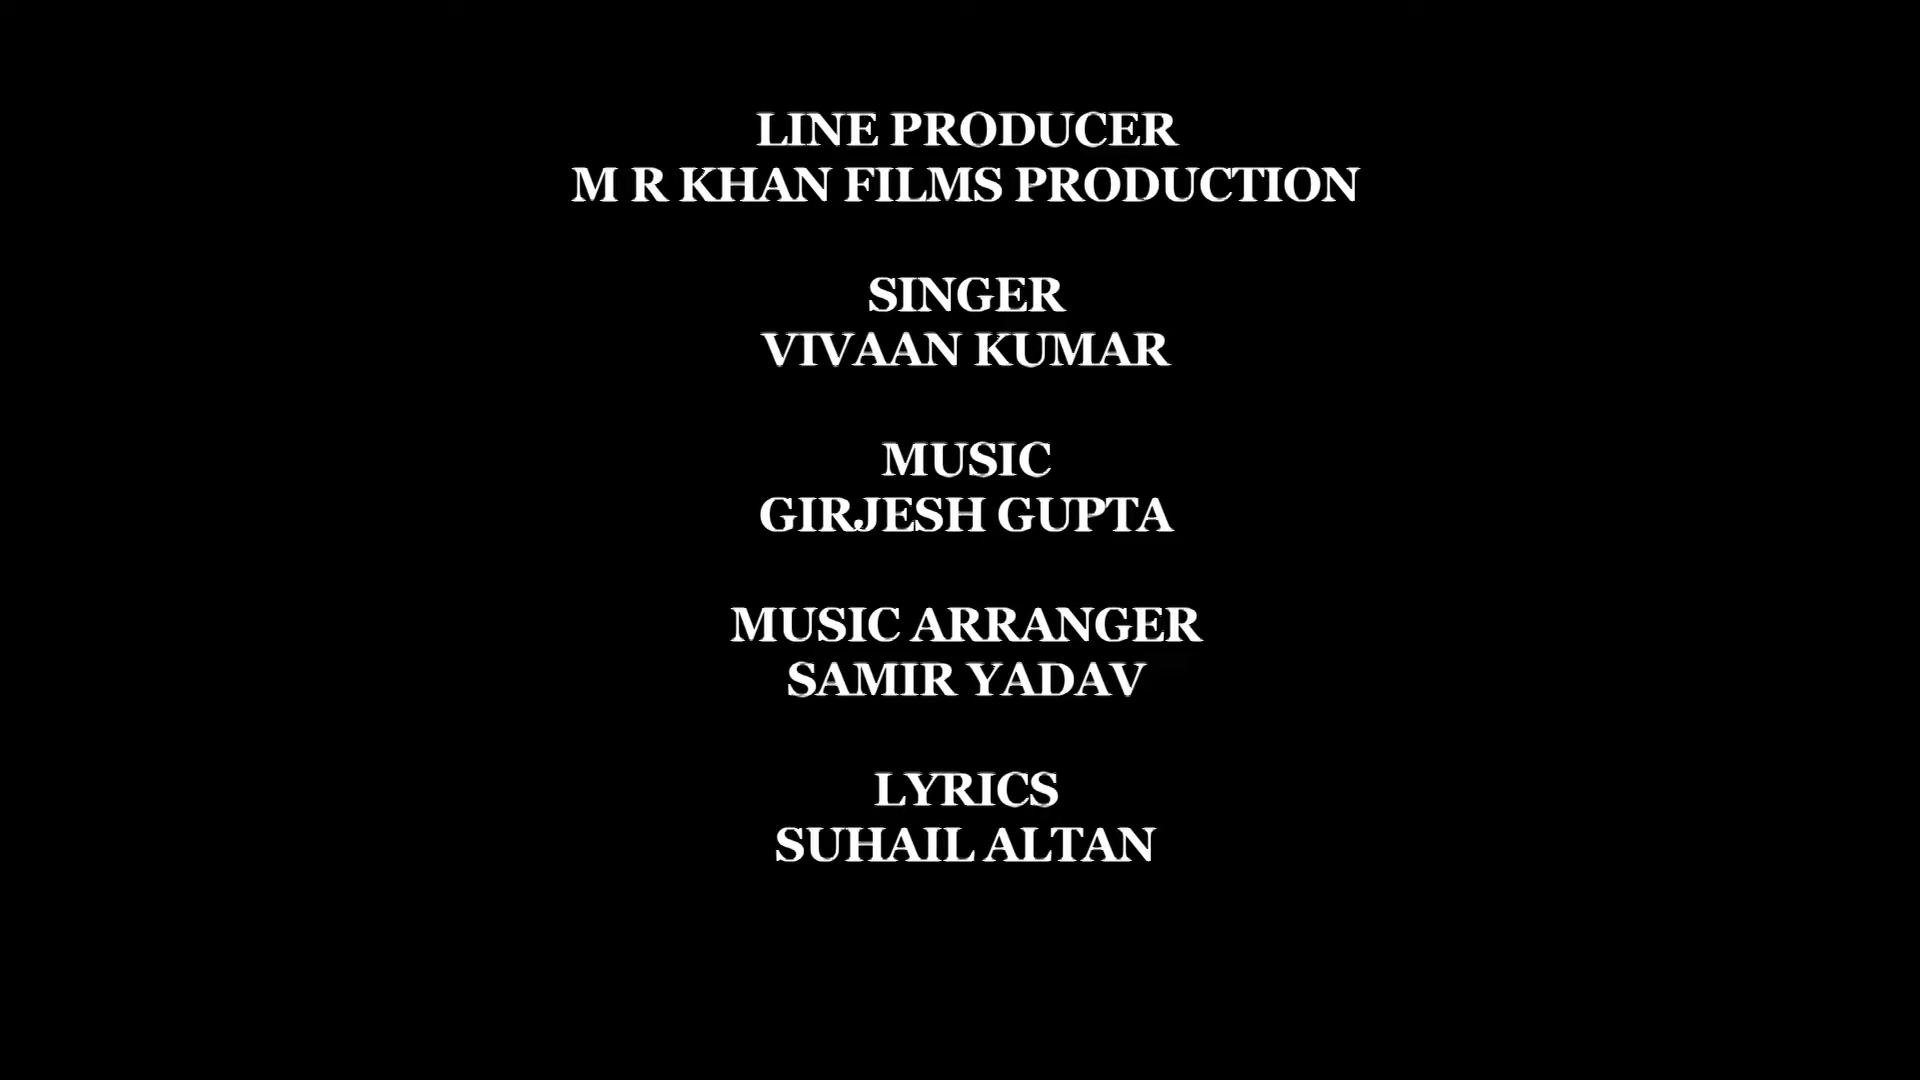 LINE PRODUCER
M R KHAN FILMS PRODUCTION
SINGER
VIVAAN KUMAR
MUSIC
GIRJESH GUPTA
MUSIC ARRANGER
SAMIR YADAV
LYRICS
SUHAIL ALTAN